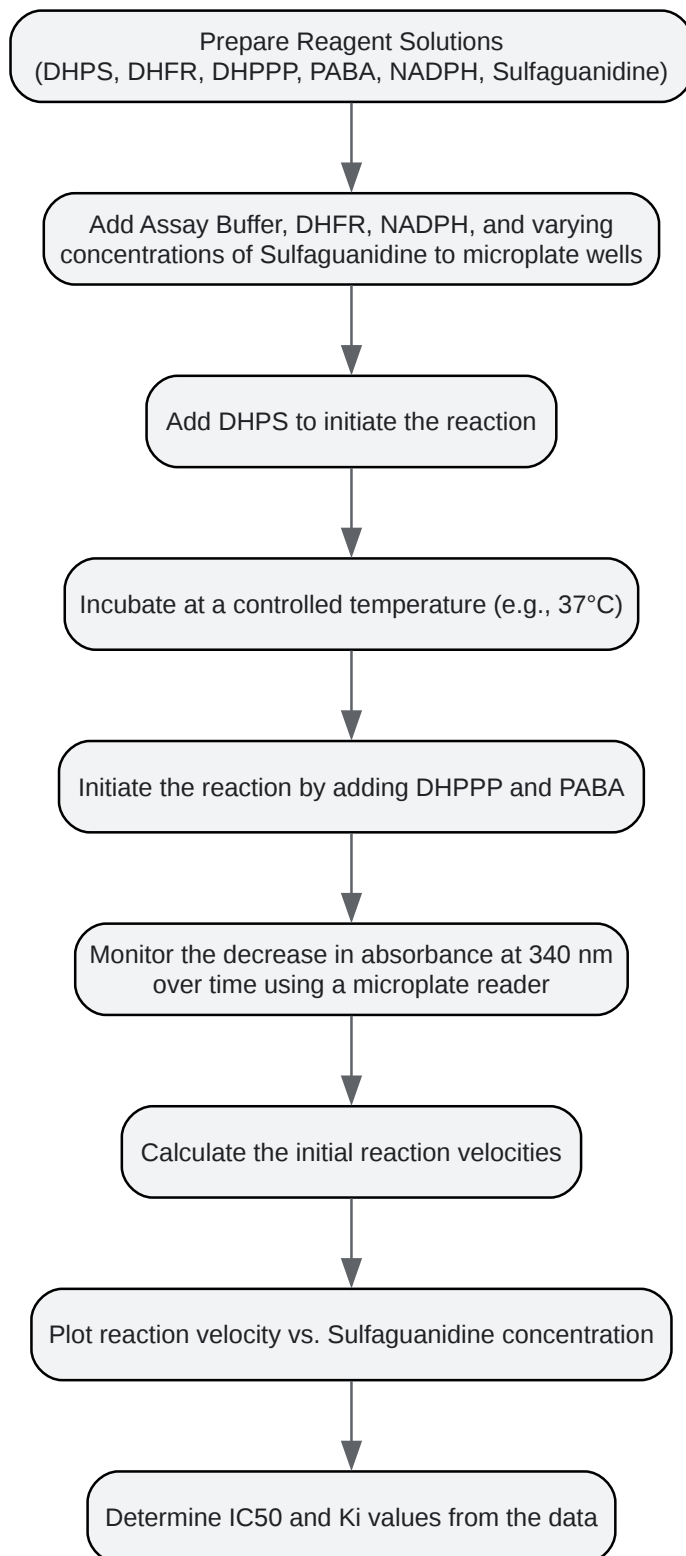 Prepare Reagent Solutions
(DHPS, DHFR, DHPPP, PABA, NADPH, Sulfaguanidine)
Add Assay Buffer, DHFR, NADPH, and varying
concentrations of Sulfaguanidine to microplate wells
Add DHPS to initiate the reaction
Incubate at a controlled temperature (e.g., 37°C)
Initiate the reaction by adding DHPPP and PABA
Monitor the decrease in absorbance at 340 nm
over time using a microplate reader
Calculate the initial reaction velocities
Plot reaction velocity vs. Sulfaguanidine concentration
Determine IC50 and Ki values from the data